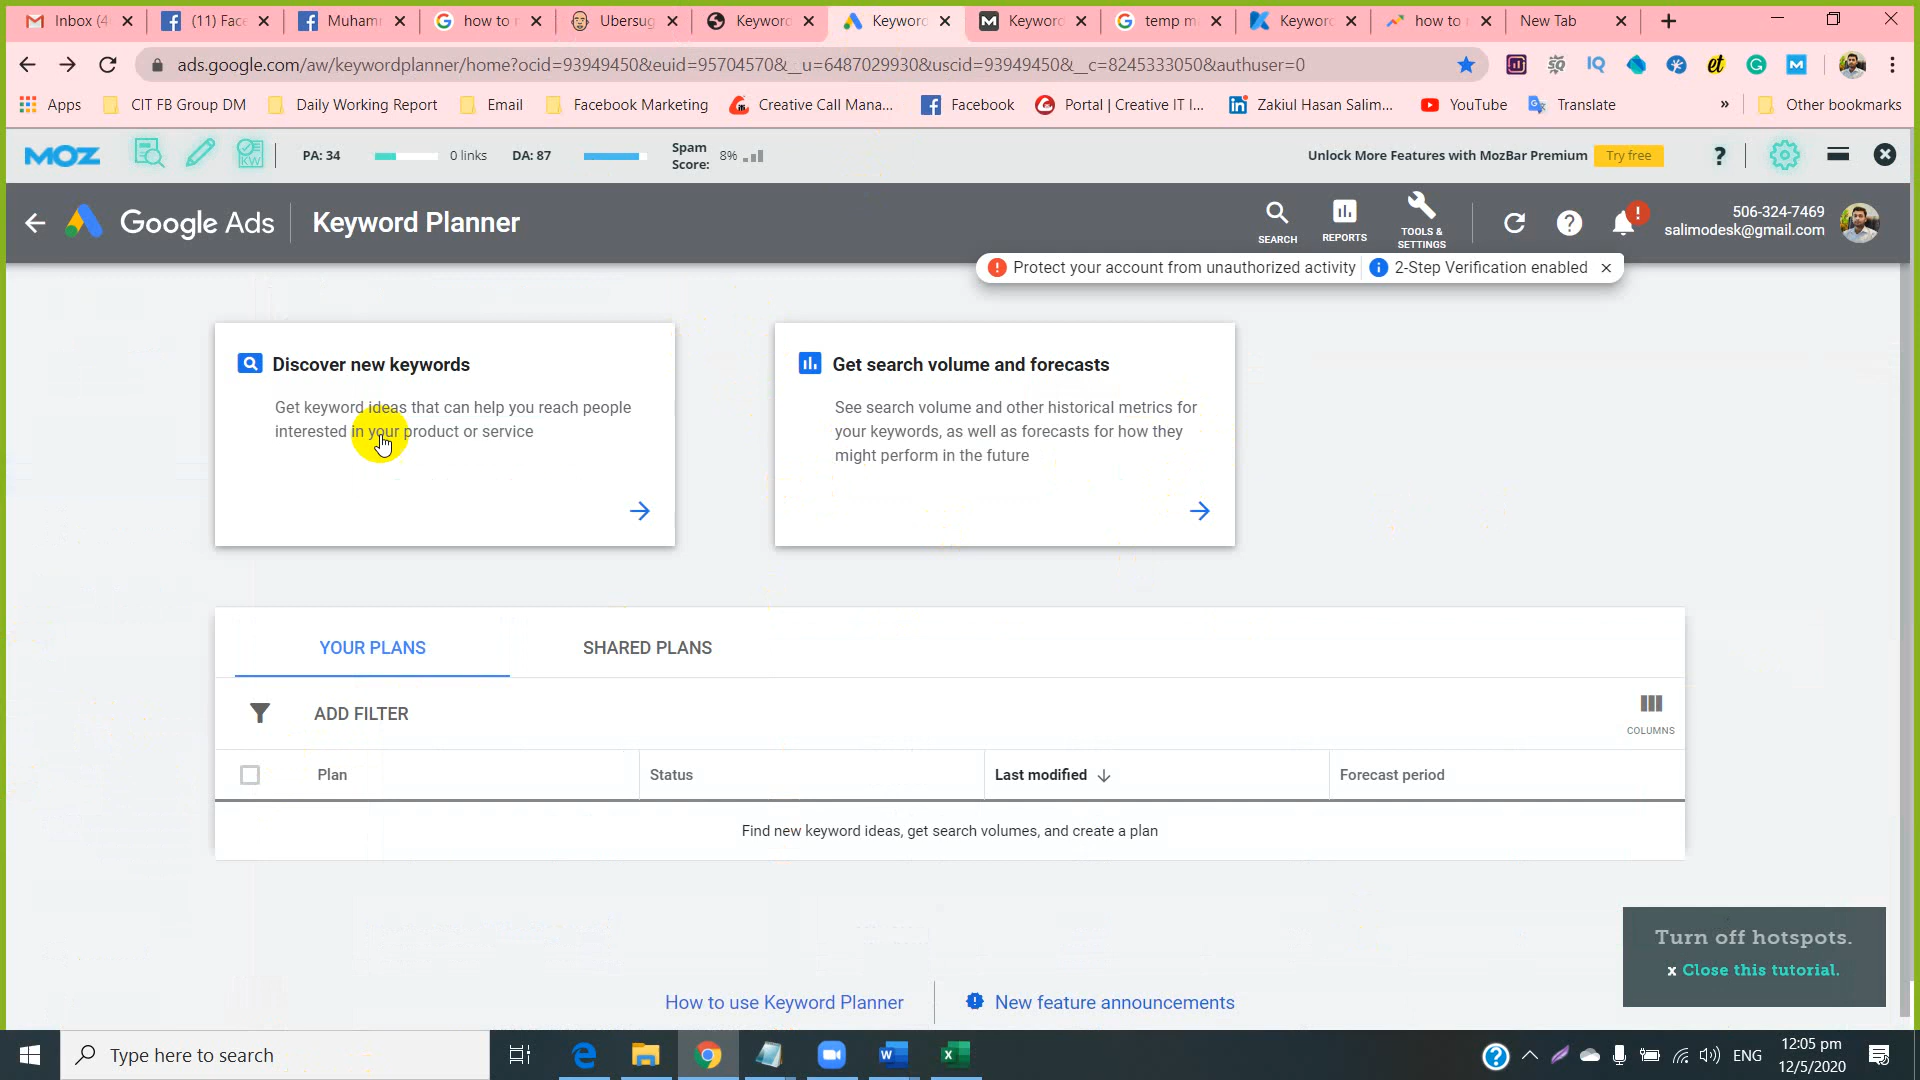 Inbox (4
(11) Face
Muham
how to r
Ubersug
Keyword
Keyword
Keyword
temp m
Keyword
how to
New Tab
ads.google.com/aw/keywordplanner/home?ocid=93949450&euid=95704570&__u=6487029930&uscid=93949450&__c=8245333050&authuser=0
Apps
CIT FB Group DM
Daily Working Report
Email
Facebook Marketing
Creative Call Mana...
Facebook
Portal | Creative IT I...
Zakiul Hasan Salim...
YouTube
Translate
»
Other bookmarks
MOZ
PA: 34
0 links
DA: 87
Spam
Score:
8%
Unlock More Features with MozBar Premium
Try free
?
Google Ads
Keyword Planner
SEARCH
REPORTS
TOOLS &
SETTINGS
506-324-7469
salimodesk@gmail.com
Protect your account from unauthorized activity
2-Step Verification enabled
Discover new keywords
Get keyword ideas that can help you reach people
interested in your product or service
Get search volume and forecasts
See search volume and other historical metrics for
your keywords, as well as forecasts for how they
might perform in the future
YOUR PLANS
SHARED PLANS
ADD FILTER
COLUMNS
Plan
Status
Last modified
Forecast period
Find new keyword ideas, get search volumes, and create a plan
Turn off hotspots.
x Close this tutorial.
How to use Keyword Planner
New feature announcements
Type here to search
ENG
12:05 pm
12/5/2020